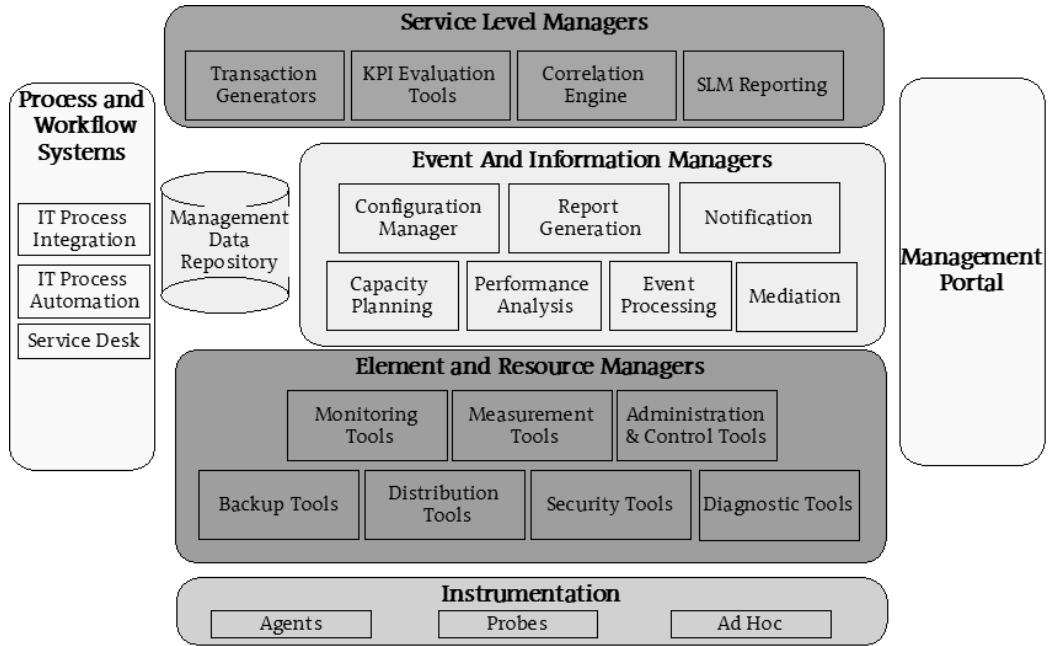 Service Level Managers
Transaction
Generators
KPI Evaluation
Tools
Correlation
Engine
SLM Reporting
Process and
Workflow
Systems
IT Process
Integration
IT Process
Automation
Service Desk
Management
Data
Repository
Event And Information Managers
Configuration
Manager
Report
Generation
Notification
Capacity
Planning
Performance
Analysis
Event
Processing
Mediation
Management
Portal
Element and Resource Managers
Monitoring
Tools
Measurement
Tools
Administration
& Control Tools
Backup Tools
Distribution
Tools
Security Tools
Diagnostic Tools
Instrumentation
Agents
Probes
Ad Hoc